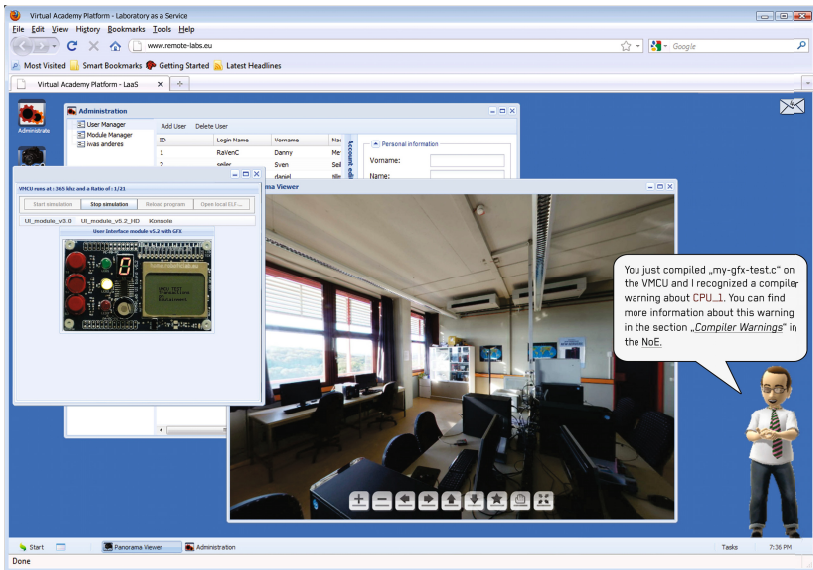 Virtual Academy Platform - Laboratory as a Service
File Edit View History Bookmarks Tools Help
www.remote-labs.eu
Google
Most Visited Smart Bookmarks Getting Started Latest Headlines
Virtual Academy Platform - LaaS
Administrate
Administration
User Manager
Module Manager
iwas anderes
Add User Delete User
ID Login Name Vorname
1 RaVenC Danny
2 seiler Sven
daniel
Personal information
Vorname:
Name:
VMCU runs at : 365 khz and a Ratio of : 1/21
Start simulation Stop simulation Reload program Open local ELF ...
UI_module_v3.0 UI_module_v5.2_HD Konsole
User Interface module v5.2 with GFX
Viewer
You just compiled „my-gfx-test.c“ on
the VMCU and I recognized a compiler
warning about CPU_1. You can find
more information about this warning
in the section „Compiler Warnings“ in
the NoE.
Start Panorama Viewer Administration Tasks 7:36 PM
Done